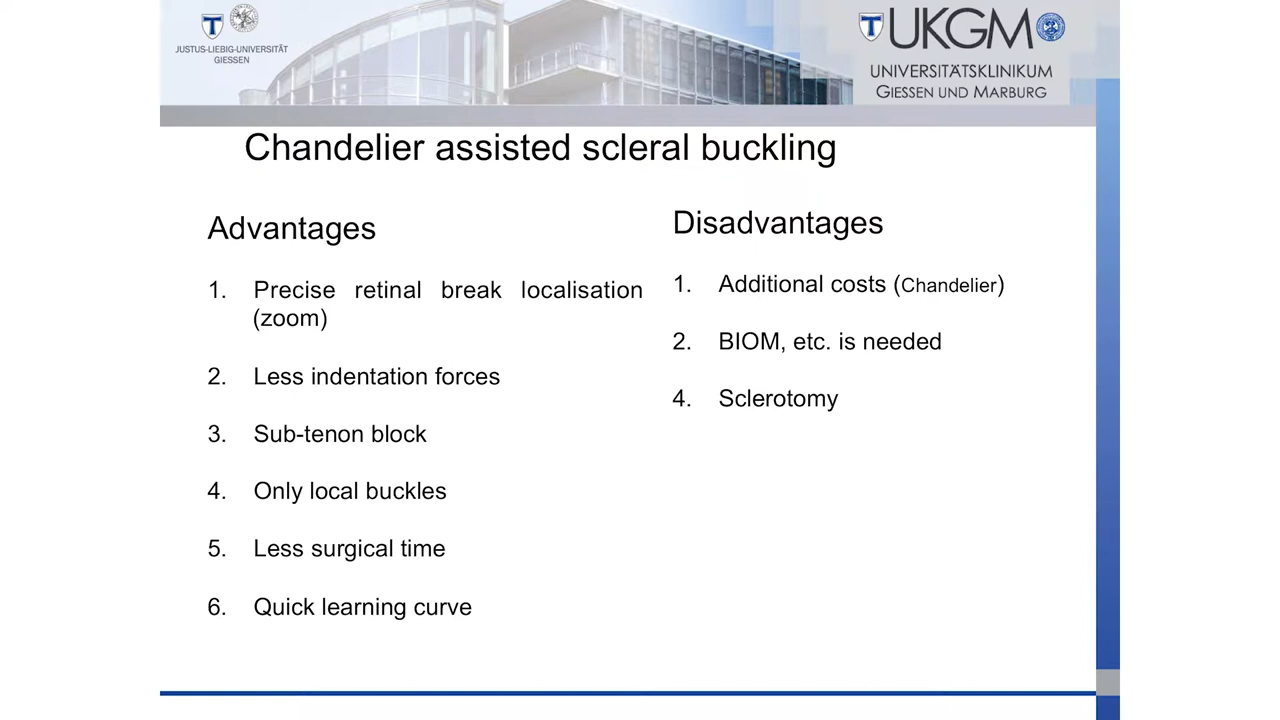 JUSTUS-LIEBIG-UNIVERSITÄT
GIESSEN
UKGM
UNIVERSITÄTSKLINIKUM
GIESSEN UND MARBURG
Chandelier assisted scleral buckling
Advantages
1. Precise retinal break localisation
(zoom)
2. Less indentation forces
3. Sub-tenon block
4. Only local buckles
5. Less surgical time
6. Quick learning curve
Disadvantages
1. Additional costs (Chandelier)
2. BIOM, etc. is needed
4. Sclerotomy